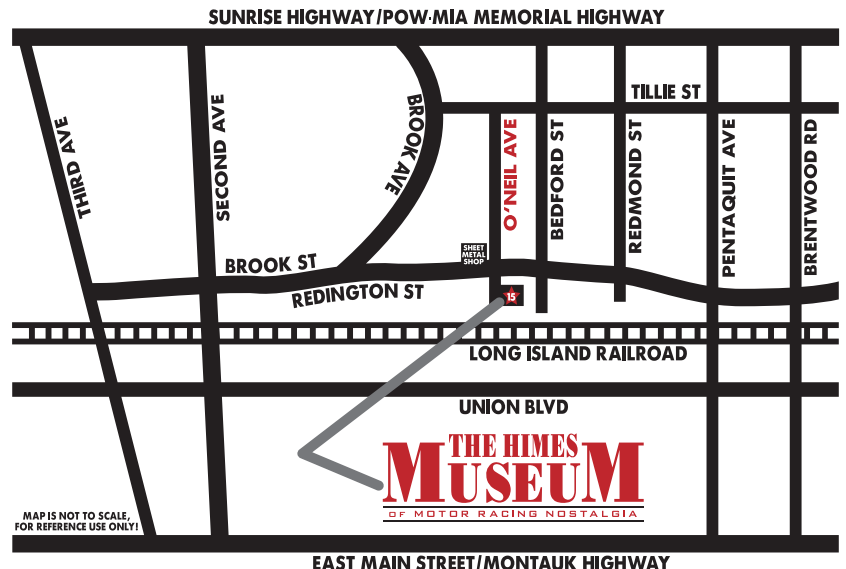 SUNRISE HIGHWAY/POW-MIA MEMORIAL HIGHWAY
TILLIE ST
THIRD AVE
SECOND AVE
BROOK AVE
O'NEIL AVE
BEDFORD ST
REDMOND ST
PENTAQUIT AVE
BRENTWOOD RD
SHEET
METAL
SHOP
BROOK ST
REDINGTON ST
15
LONG ISLAND RAILROAD
UNION BLVD
THE HIMES
MUSEUM
OF MOTOR RACING NOSTALGIA
MAP IS NOT TO SCALE,
FOR REFERENCE USE ONLY!
EAST MAIN STREET/MONTAUK HIGHWAY